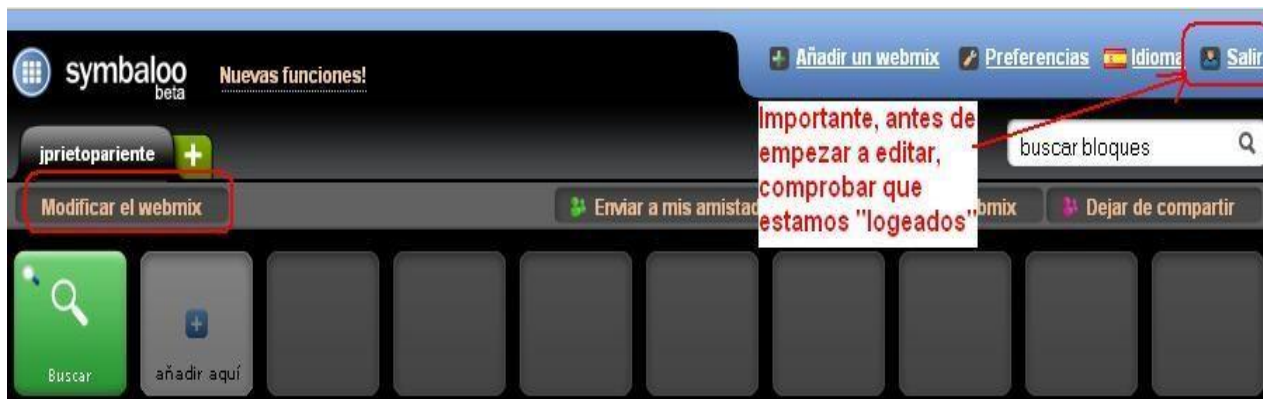 symbaloo
beta
Nuevas funciones!
Añadir un webmix
Preferencias
Idioma
Salir
Importante, antes de
empezar a editar,
comprobar que
estamos "logeados"
jprietopariente
buscar bloques
Modificar el webmix
Enviar a mis amistad
bmix
Dejar de compartir
Buscar
añadir aquí